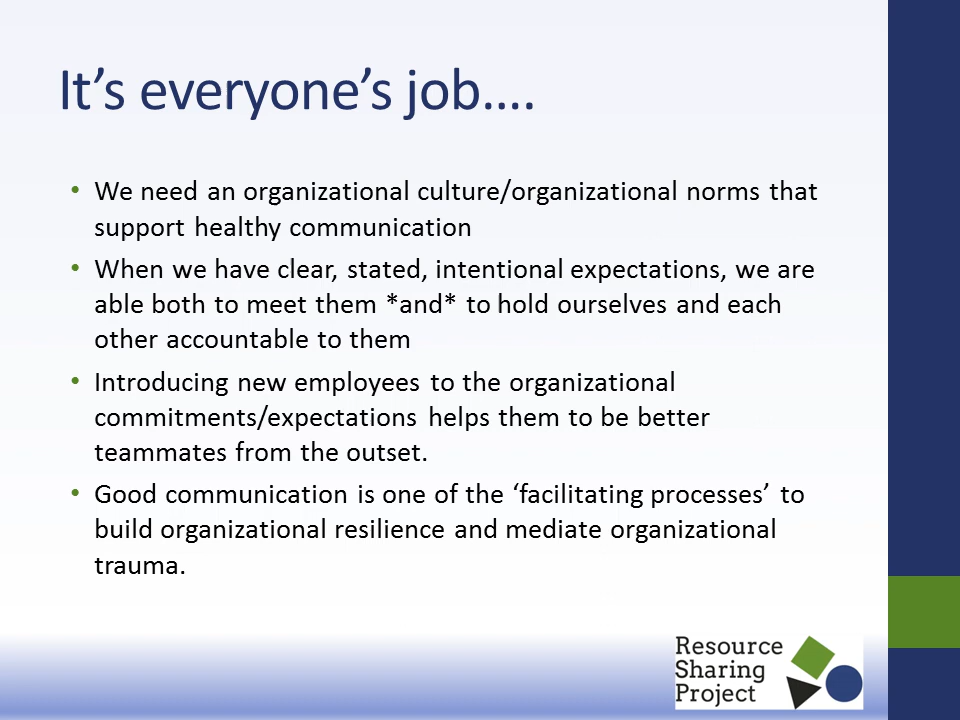 It’s everyone’s job….
• We need an organizational culture/organizational norms that
support healthy communication
• When we have clear, stated, intentional expectations, we are
able both to meet them *and* to hold ourselves and each
other accountable to them
• Introducing new employees to the organizational
commitments/expectations helps them to be better
teammates from the outset.
• Good communication is one of the ‘facilitating processes’ to
build organizational resilience and mediate organizational
trauma.
Resource
Sharing
Project